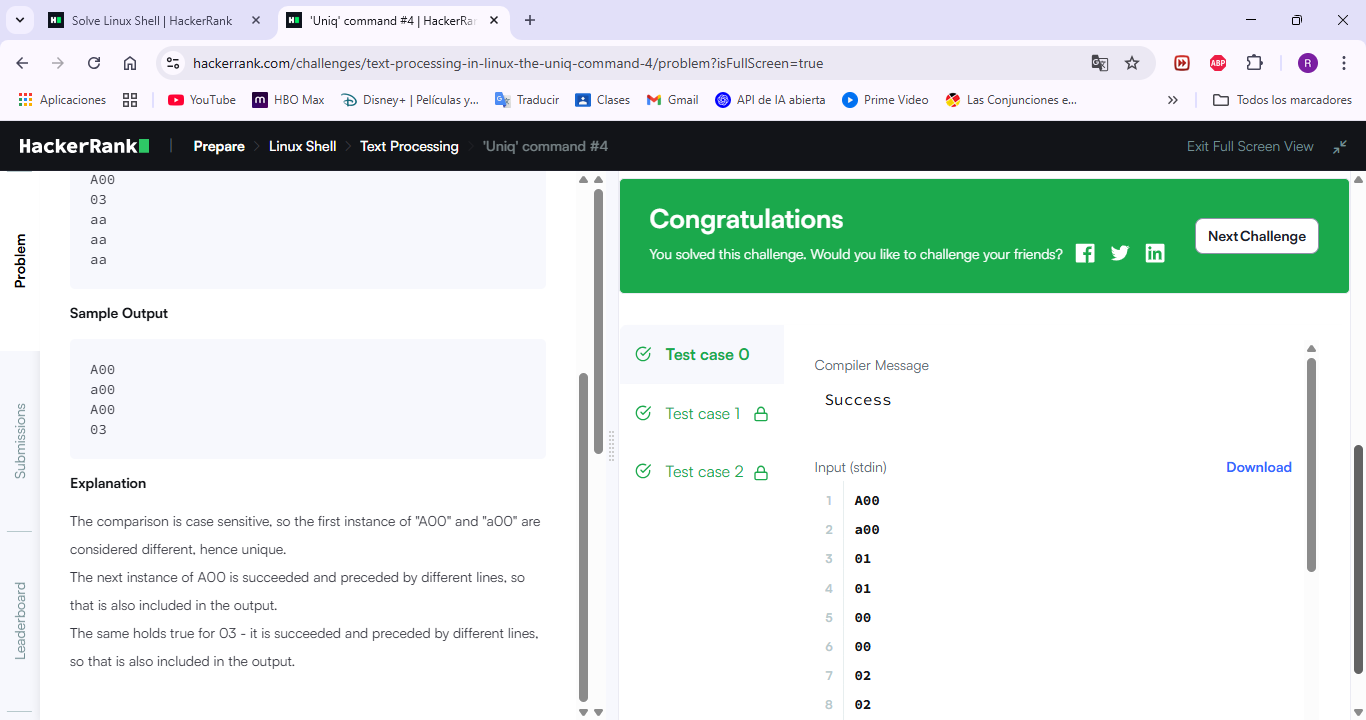 Solve Linux Shell | HackerRank
'Uniq' command #4 | HackerRa
hackerrank.com/challenges/text-processing-in-linux-the-uniq-command-4/problem?isFullScreen=true
ABP
R
Aplicaciones
YouTube
HBO Max
Disney+ | Películas y...
Traducir
Clases
Gmail
API de IA abierta
Prime Video
Las Conjunciones e...
Todos los marcadores
HackerRank
Prepare
Linux Shell
Text Processing
'Uniq' command #4
Exit Full Screen View
Problem
Submissions
Leaderboard
A00
03
aa
aa
aa
Sample Output
A00
a00
A00
03
Explanation
The comparison is case sensitive, so the first instance of "A00" and "a00" are
considered different, hence unique.
The next instance of A00 is succeeded and preceded by different lines, so
that is also included in the output.
The same holds true for 03 - it is succeeded and preceded by different lines,
so that is also included in the output.
Congratulations
You solved this challenge. Would you like to challenge your friends?
Next Challenge
Test case 0
Test case 1
Test case 2
Compiler Message
Success
Input (stdin)
Download
1 A00
2 a00
3 01
4 01
5 00
6 00
7 02
8 02